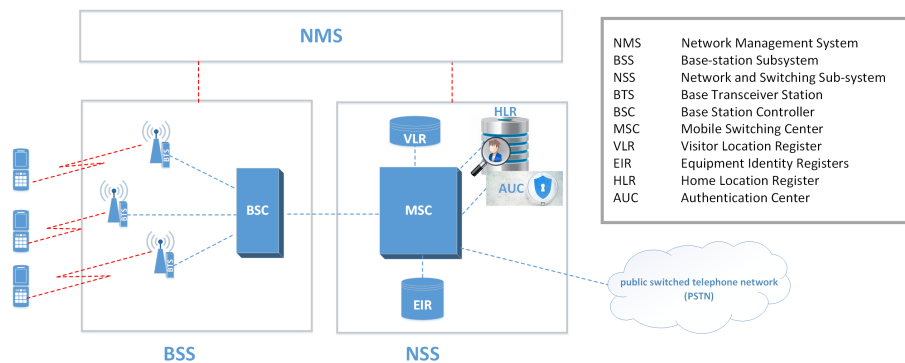 NMS
NMS Network Management System
BSS Base-station Subsystem
NSS Network and Switching Sub-system
BTS Base Transceiver Station
BSC Base Station Controller
MSC Mobile Switching Center
VLR Visitor Location Register
EIR Equipment Identity Registers
HLR Home Location Register
AUC Authentication Center
HLR
VLR
BTS
AUC
BTS
BSC
MSC
BTS
public switched telephone network
(PSTN)
EIR
BSS
NSS